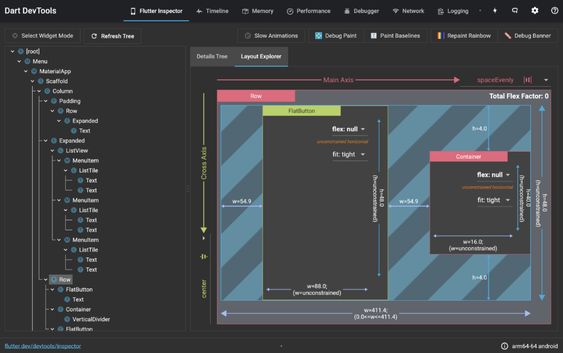 Dart DevTools
Flutter Inspector
Timeline
Memory
Performance
Debugger
Network
Logging
Select Widget Mode
Refresh Tree
Slow Animations
Debug Paint
Paint Baselines
Repaint Rainbow
Debug Banner
[root]
Menu
MaterialApp
Scaffold
Column
Padding
Row
Expanded
Text
Expanded
ListView
MenuItem
ListTile
Text
Text
MenuItem
ListTile
Text
Text
MenuItem
ListTile
Text
Text
Row
FlatButton
Text
Container
VerticalDivider
FlatButton
Details Tree
Layout Explorer
Main Axis
spaceEvenly
Cross Axis
center
Row
Total Flex Factor: 0
FlatButton
flex: null
unconstrained horizontal
fit: tight
h=48.0
(h=unconstrained)
w=88.0;
(w=unconstrained)
w=54.9
w=54.9
h=4.0
Container
flex: null
unconstrained horizontal
fit: tight
h=40.0
(h=unconstrained)
w=16.0;
(w=unconstrained)
h=4.0
h=48.0
(h=unconstrained)
w=411.4;
(0.0<=w<=411.4)
flutter.dev/devtools/inspector
arm64-64 android